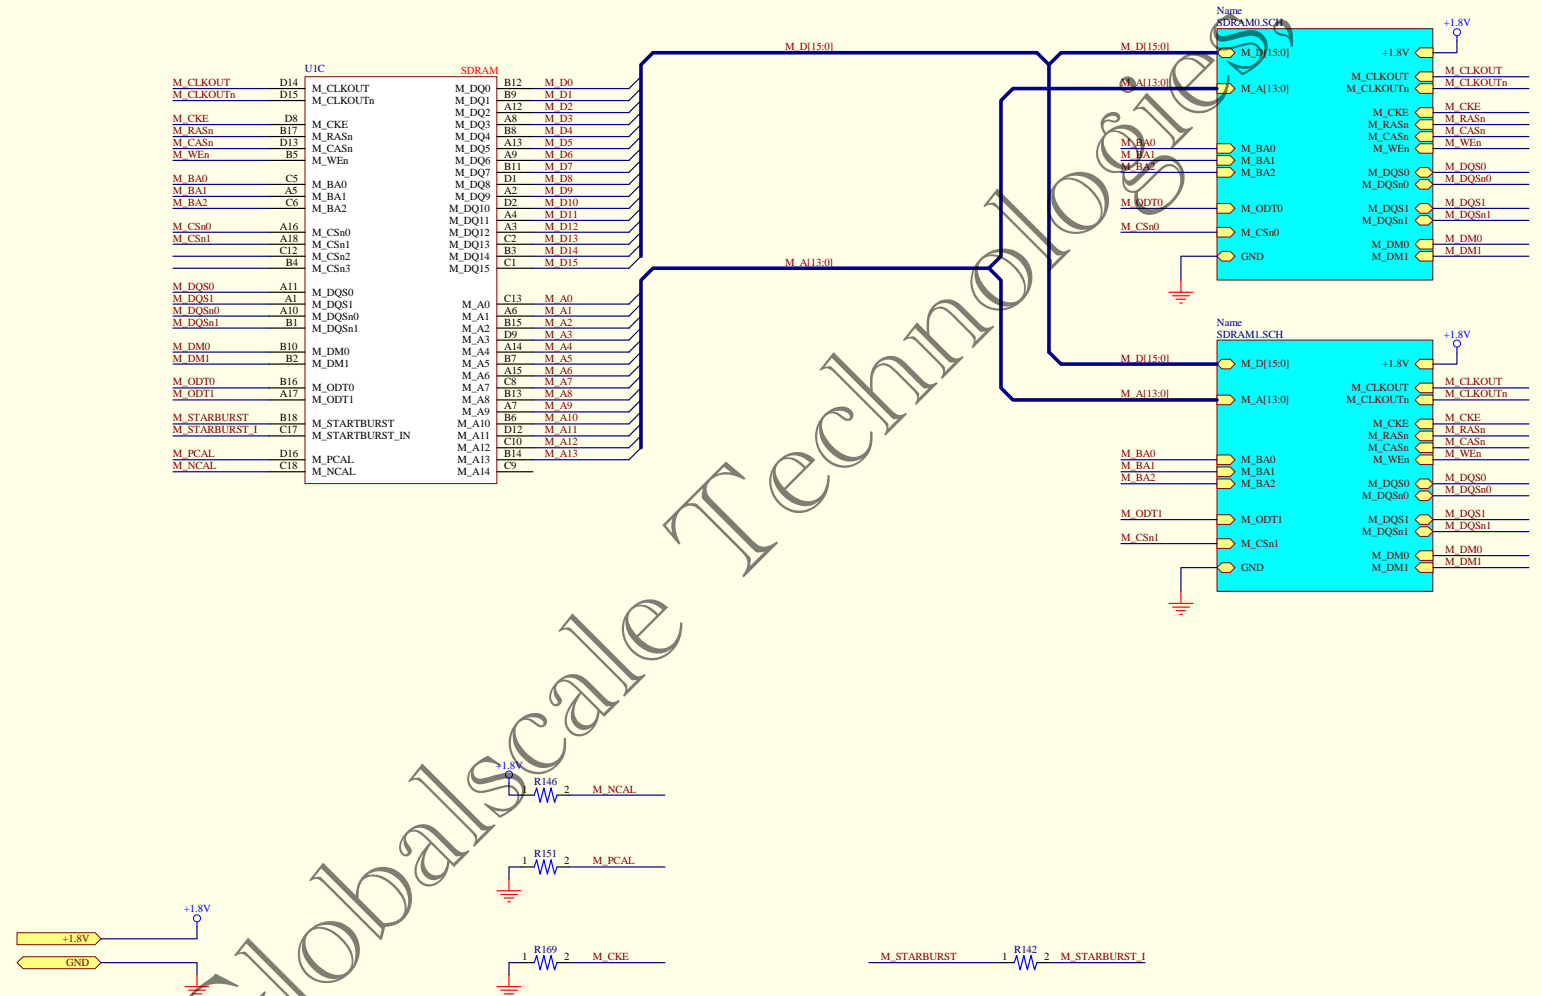 Name
SDRAM0.SCH
+1.8V
U1C SDRAM
M_D[15:0]
M_D[15:0] M_D[15:0] +1.8V
M_CLKOUT M_CLKOUT
M_A[13:0] M_A[13:0] M_CLKOUTn M_CLKOUTn
M_CKE M_CKE
M_RASn M_RASn
M_CASn M_CASn
M_BA0 M_BA0 M_WEn M_WEn
M_BA1 M_BA1
M_BA2 M_BA2 M_DQS0 M_DQS0
M_DQSn0 M_DQSn0
M_ODT0 M_ODT0 M_DQS1 M_DQS1
M_DQSn1 M_DQSn1
M_CSn0 M_CSn0
M_DM0 M_DM0
GND M_DM1 M_DM1
M_CLKOUT D14 M_CLKOUT M_DQ0 B12 M_D0
M_CLKOUTn D15 M_CLKOUTn M_DQ1 B9 M_D1
M_DQ2 A12 M_D2
M_CKE D8 M_CKE M_DQ3 A8 M_D3
M_RASn B17 M_RASn M_DQ4 B8 M_D4
M_CASn D13 M_CASn M_DQ5 A13 M_D5
M_WEn B5 M_WEn M_DQ6 A9 M_D6
M_DQ7 B11 M_D7
M_BA0 C5 M_BA0 M_DQ8 D1 M_D8
M_BA1 A5 M_BA1 M_DQ9 A2 M_D9
M_BA2 C6 M_BA2 M_DQ10 D2 M_D10
M_DQ11 A4 M_D11
M_CSn0 A16 M_CSn0 M_DQ12 A3 M_D12
M_CSn1 A18 M_CSn1 M_DQ13 C2 M_D13
C12 M_CSn2 M_DQ14 B3 M_D14
B4 M_CSn3 M_DQ15 C1 M_D15
M_A[13:0]
M_DQS0 A11 M_DQS0
M_DQS1 A1 M_DQS1 M_A0 C13 M_A0
M_DQSn0 A10 M_DQSn0 M_A1 A6 M_A1
M_DQSn1 B1 M_DQSn1 M_A2 B15 M_A2
M_A3 D9 M_A3
M_DM0 B10 M_DM0 M_A4 A14 M_A4
M_DM1 B2 M_DM1 M_A5 B7 M_A5
M_A6 A15 M_A6
M_ODT0 B16 M_ODT0 M_A7 C8 M_A7
M_ODT1 A17 M_ODT1 M_A8 B13 M_A8
M_A9 A7 M_A9
M_STARBURST B18 M_STARTBURST M_A10 B6 M_A10
M_STARBURST_I C17 M_STARTBURST_IN M_A11 D12 M_A11
M_A12 C10 M_A12
M_PCAL D16 M_PCAL M_A13 B14 M_A13
M_NCAL C18 M_NCAL M_A14 C9
Name
SDRAM1.SCH
+1.8V
M_D[15:0] M_D[15:0] +1.8V
M_CLKOUT M_CLKOUT
M_A[13:0] M_A[13:0] M_CLKOUTn M_CLKOUTn
M_CKE M_CKE
M_RASn M_RASn
M_CASn M_CASn
M_BA0 M_BA0 M_WEn M_WEn
M_BA1 M_BA1
M_BA2 M_BA2 M_DQS0 M_DQS0
M_DQSn0 M_DQSn0
M_ODT1 M_ODT1 M_DQS1 M_DQS1
M_DQSn1 M_DQSn1
M_CSn1 M_CSn1
M_DM0 M_DM0
GND M_DM1 M_DM1
Globalscale Technologies,
+1.8V
1 R146 2 M_NCAL
1 R151 2 M_PCAL
+1.8V
+1.8V
GND
1 R169 2 M_CKE
M_STARBURST 1 R142 2 M_STARBURST_I